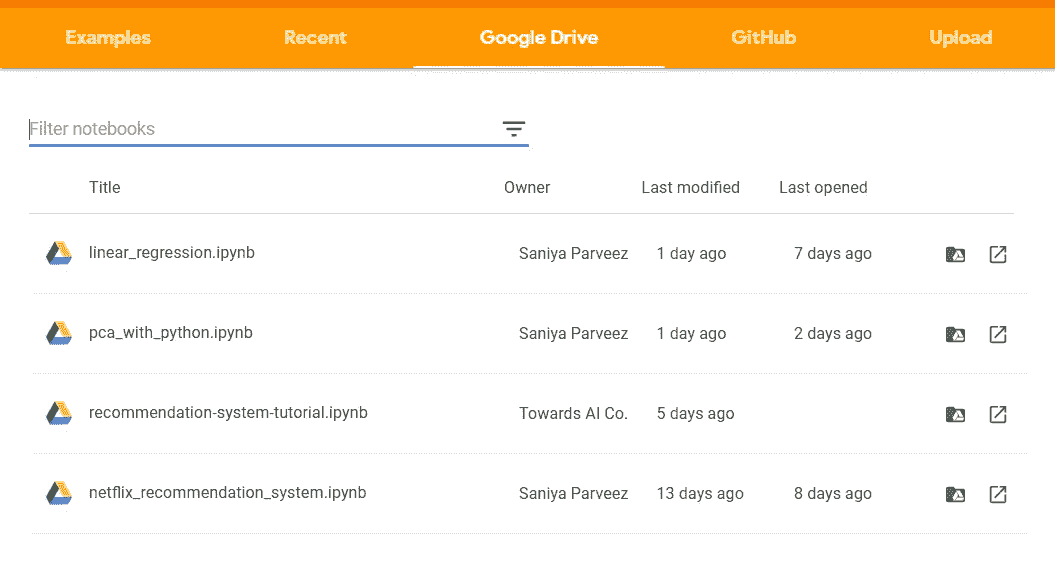 Examples Recent Google Drive GitHub Upload
Filter notebooks
Title Owner Last modified Last opened
linear_regression.ipynb Saniya Parveez 1 day ago 7 days ago
pca_with_python.ipynb Saniya Parveez 1 day ago 2 days ago
recommendation-system-tutorial.ipynb Towards AI Co. 5 days ago
netflix_recommendation_system.ipynb Saniya Parveez 13 days ago 8 days ago